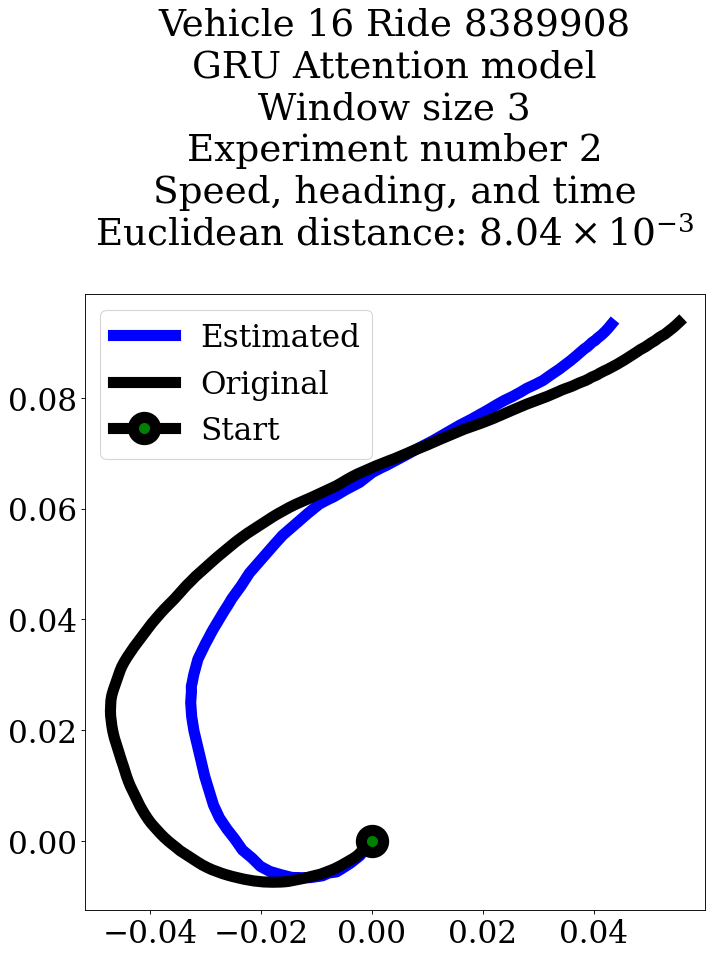 Vehicle 16 Ride 8389908
GRU Attention model
Window size 3
Experiment number 2
Speed, heading, and time
Euclidean distance: 8.04 × 10⁻³
Estimated
Original
Start
0.08
0.06
0.04
0.02
0.00
−0.04 −0.02 0.00 0.02 0.04